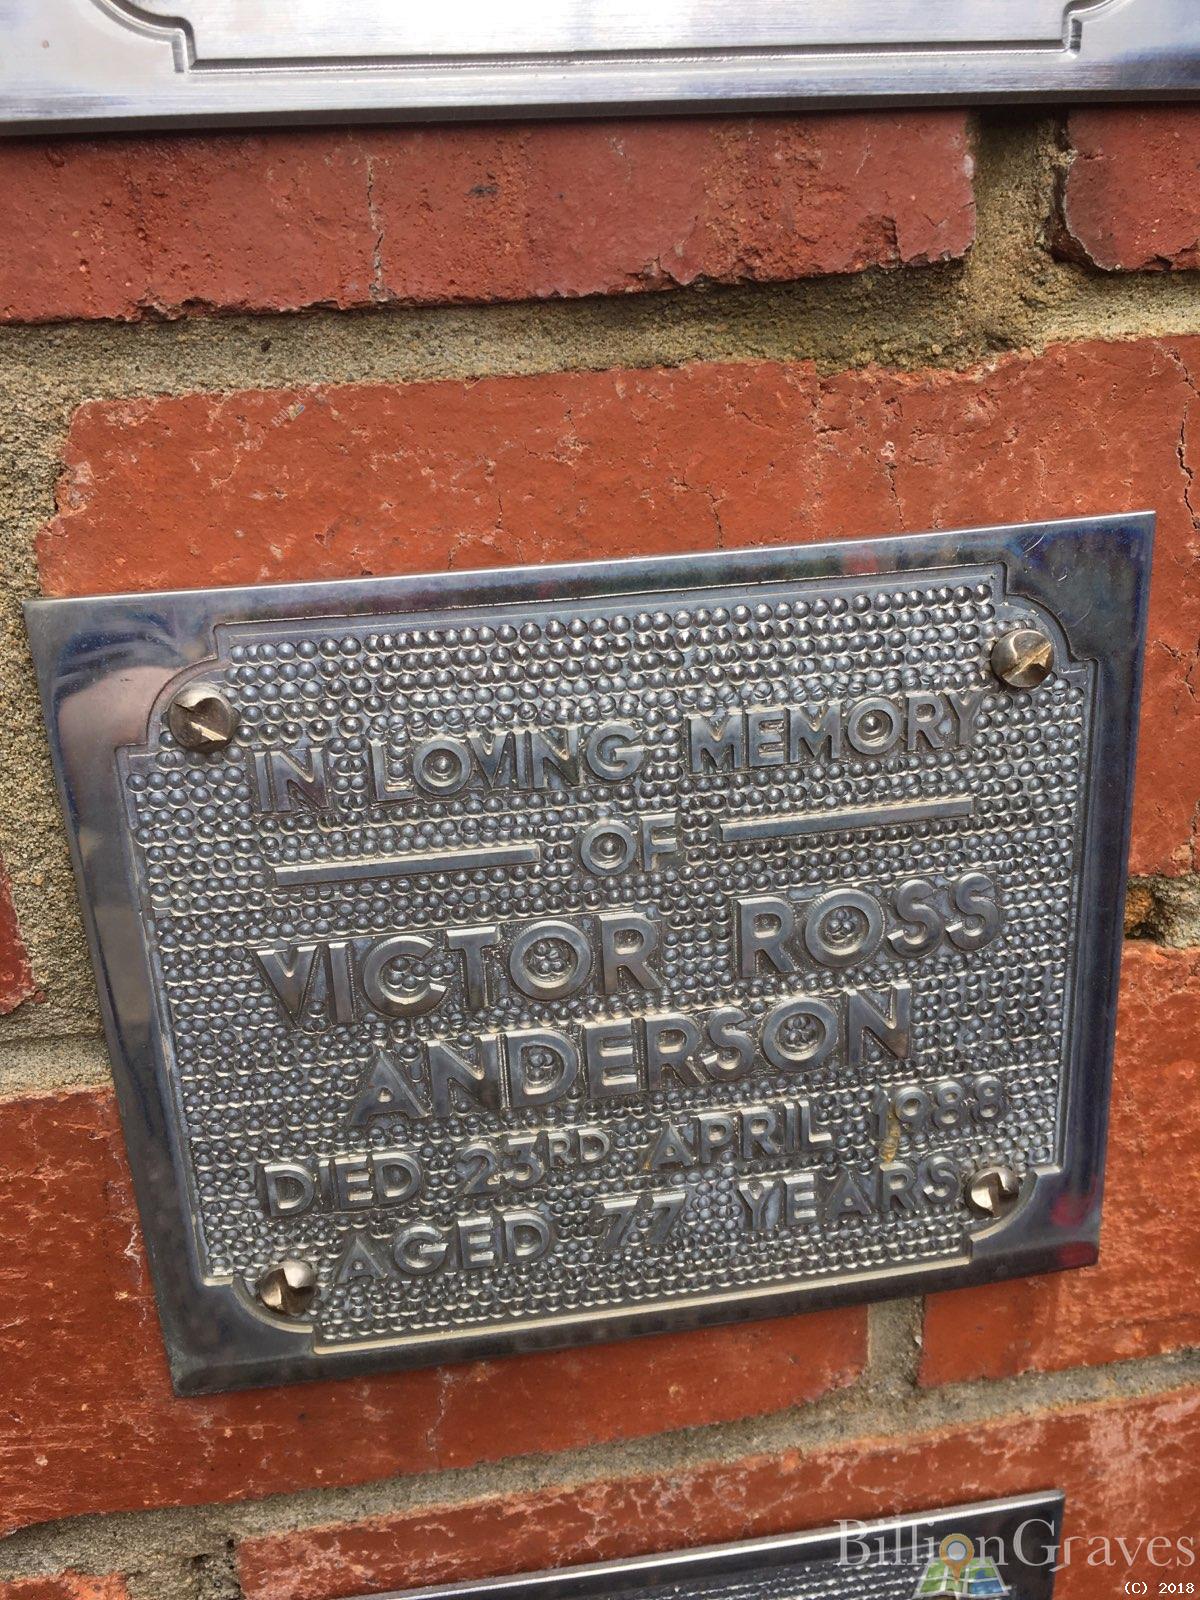 IN LOVING MEMORY
OF
VICTOR ROSS
ANDERSON
DIED 23RD APRIL 1988
AGED 77 YEARS
BillionGraves
(C) 2018